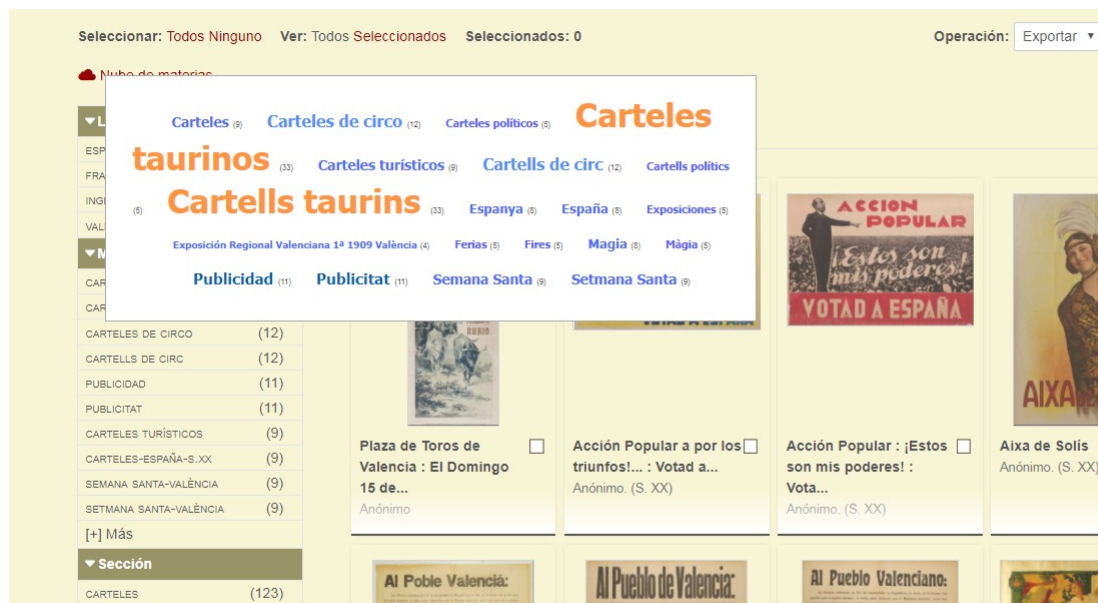 Seleccionar: Todos Ninguno Ver: Todos Seleccionados Seleccionados: 0 Operación: Exportar
Nube de materias
Carteles (9) Carteles de circo (12) Carteles políticos (5) Carteles
taurinos (33) Carteles turísticos (9) Cartells de circ (12) Cartells polítics
(5) Cartells taurins (33) Espanya (8) España (8) Exposiciones (5)
Exposición Regional Valenciana 1ª 1909 València (4) Ferias (5) Fires (5) Magia (8) Màgia (5)
Publicidad (11) Publicitat (11) Semana Santa (9) Setmana Santa (9)
L
ESP
FRA
INGI
VAL
M
CAR
CAR
CARTELES DE CIRCO (12)
CARTELLS DE CIRC (12)
PUBLICIDAD (11)
PUBLICITAT (11)
CARTELES TURÍSTICOS (9)
CARTELES-ESPAÑA-S.XX (9)
SEMANA SANTA-VALÈNCIA (9)
SETMANA SANTA-VALÈNCIA (9)
[+] Más
Sección
CARTELES (123)
RUBIO
Plaza de Toros de
Valencia : El Domingo
15 de...
Anónimo
VOTAD A ESPAÑA
Acción Popular a por los
triunfos!... : Votad a...
Anónimo. (S. XX)
ACCION
POPULAR
¡Estos son
mis poderes!
VOTAD A ESPAÑA
Acción Popular : ¡Estos
son mis poderes! :
Vota...
Anónimo. (S. XX)
AIXA
Aixa de Solís
Anónimo. (S. XX)
Al Poble Valencià:
Al Pueblo de Valencia:
Al Pueblo Valenciano: